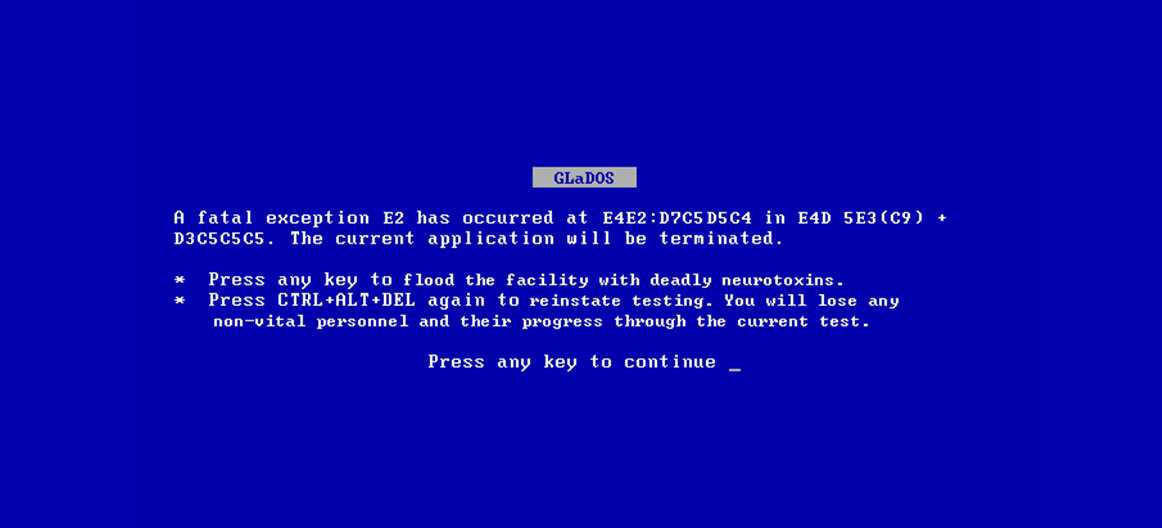 GLaDOS
A fatal exception E2 has occurred at E4E2:D7C5D5C4 in E4D 5E3(C9) +
D3C5C5C5. The current application will be terminated.
* Press any key to flood the facility with deadly neurotoxins.
* Press CTRL+ALT+DEL again to reinstate testing. You will lose any
non-vital personnel and their progress through the current test.
Press any key to continue _